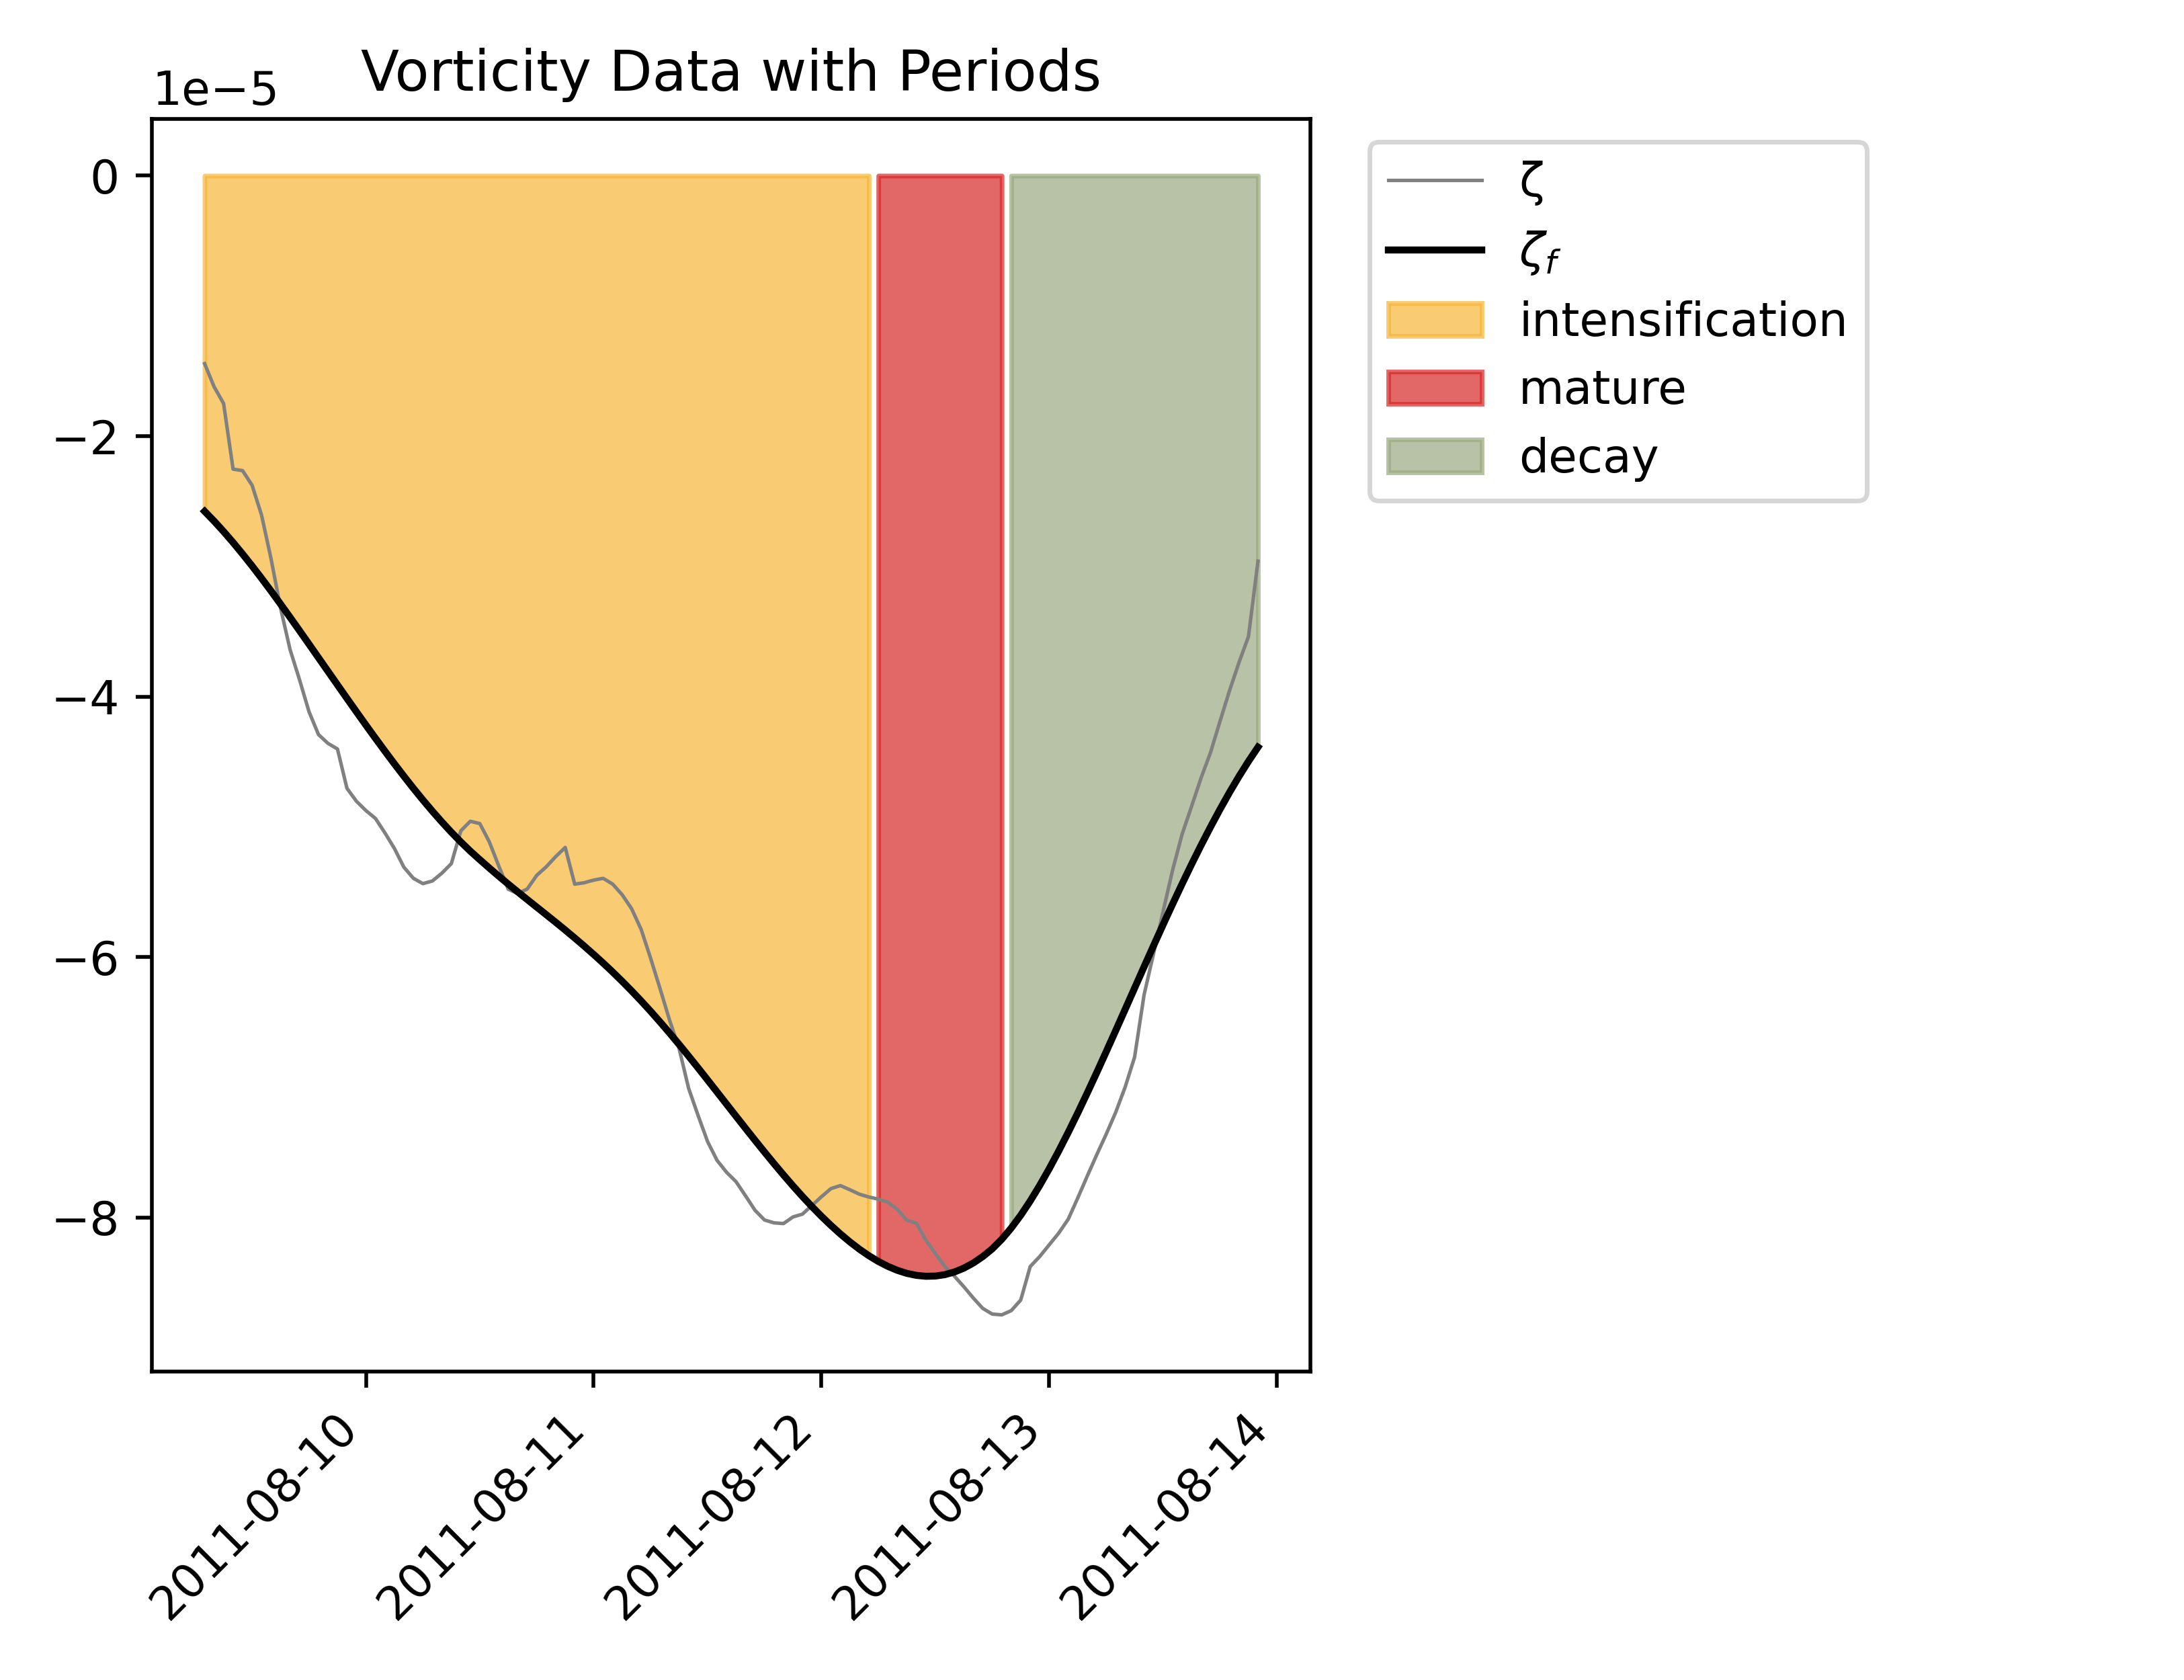 Vorticity Data with Periods
1e−5
0
−2
−4
−6
−8
2011-08-10
2011-08-11
2011-08-12
2011-08-13
2011-08-14
ζ
ζf
intensification
mature
decay